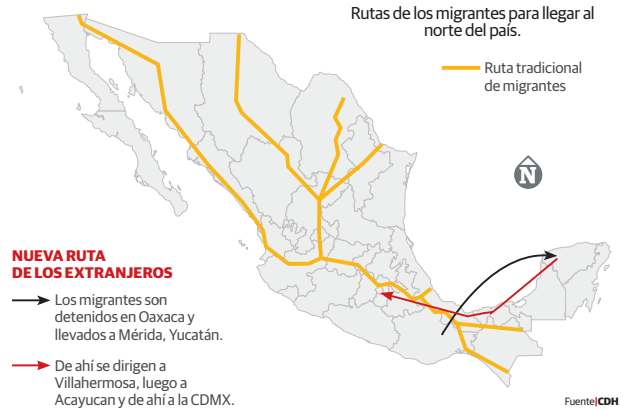 Rutas de los migrantes para llegar al
norte del país.
Ruta tradicional
de migrantes
N
NUEVA RUTA
DE LOS EXTRANJEROS
Los migrantes son
detenidos en Oaxaca y
llevados a Mérida, Yucatán.
De ahí se dirigen a
Villahermosa, luego a
Acayucan y de ahí a la CDMX.
Fuente|CDH